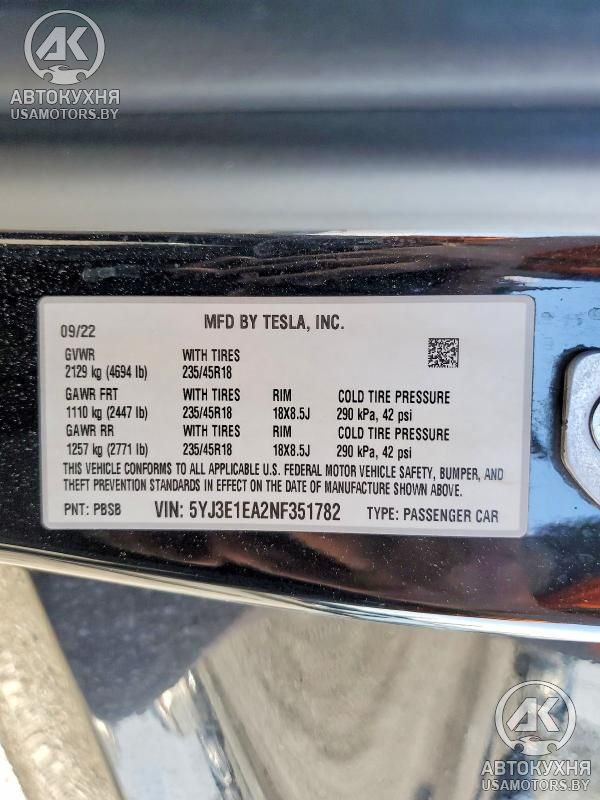 AK
АВТОКУХНЯ
USAMOTORS.BY
09/22 MFD BY TESLA, INC.
GVWR WITH TIRES
2129 kg (4694 lb) 235/45R18
GAWR FRT WITH TIRES RIM COLD TIRE PRESSURE
1110 kg (2447 lb) 235/45R18 18X8.5J 290 kPa, 42 psi
GAWR RR WITH TIRES RIM COLD TIRE PRESSURE
1257 kg (2771 lb) 235/45R18 18X8.5J 290 kPa, 42 psi
THIS VEHICLE CONFORMS TO ALL APPLICABLE U.S. FEDERAL MOTOR VEHICLE SAFETY, BUMPER, AND
THEFT PREVENTION STANDARDS IN EFFECT ON THE DATE OF MANUFACTURE SHOWN ABOVE.
PNT: PBSB VIN: 5YJ3E1EA2NF351782 TYPE: PASSENGER CAR
AK
АВТОКУХНЯ
USAMOTORS.BY